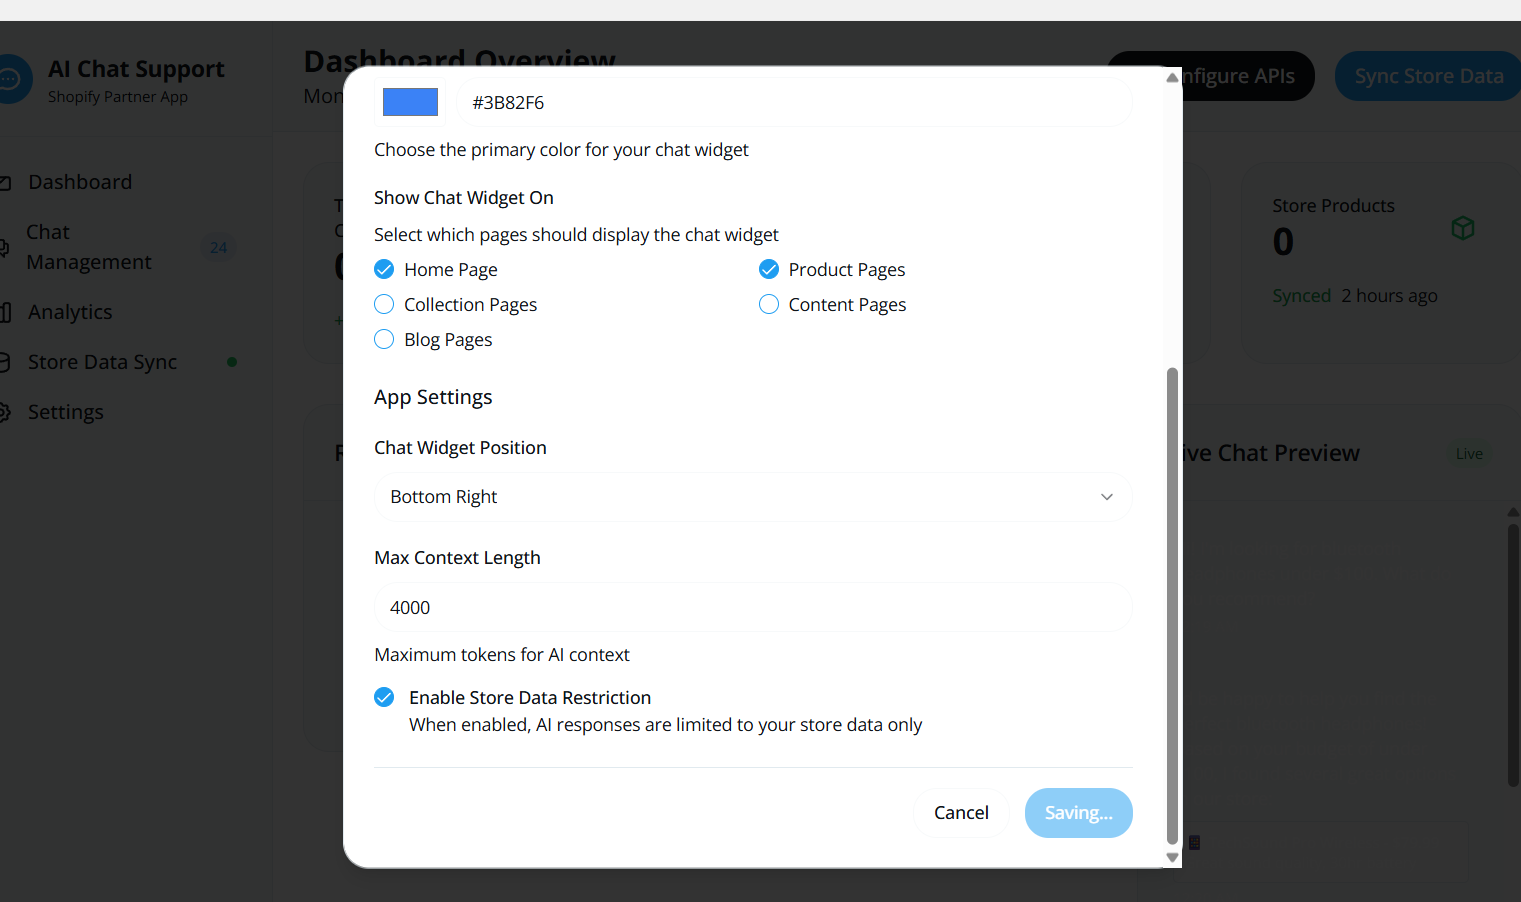 AI Chat Support
Shopify Partner App
Dashboard
Chat
Management
24
Analytics
Store Data Sync
Settings
Dashboard Overview
Sync Store Data
#3B82F6
Choose the primary color for your chat widget
Show Chat Widget On
Select which pages should display the chat widget
Home Page
Product Pages
Collection Pages
Content Pages
Blog Pages
App Settings
Chat Widget Position
Bottom Right
Max Context Length
4000
Maximum tokens for AI context
Enable Store Data Restriction
When enabled, AI responses are limited to your store data only
Cancel
Saving...
Store Products
0
Synced 2 hours ago
Chat Preview
Live